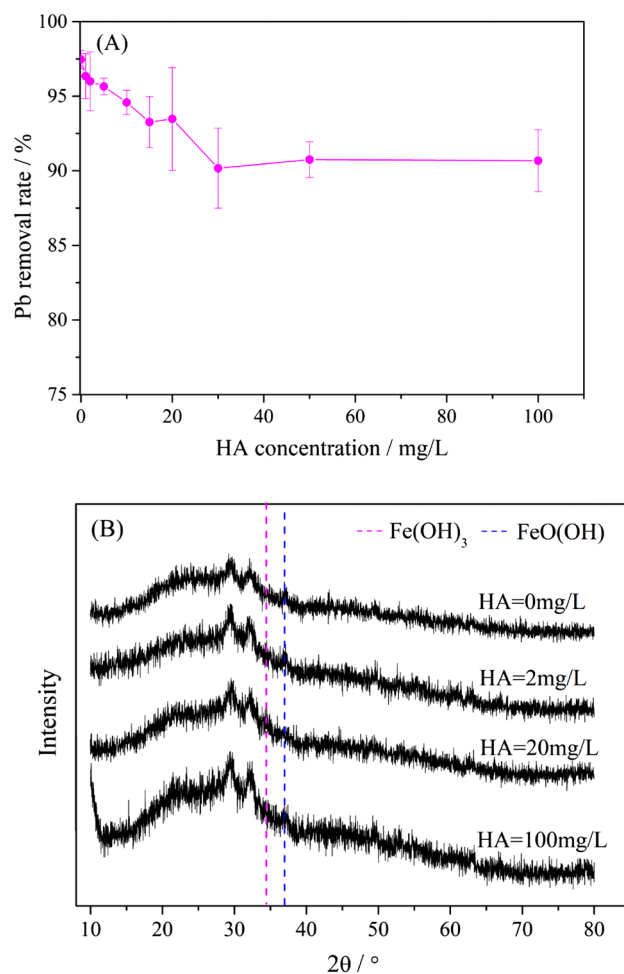 (A)
100
95
90
85
80
75
Pb removal rate / %
0
20
40
60
80
100
HA concentration / mg/L
(B)
Fe(OH)₃
FeO(OH)
HA=0mg/L
HA=2mg/L
HA=20mg/L
HA=100mg/L
Intensity
10
20
30
40
50
60
70
80
2θ / °